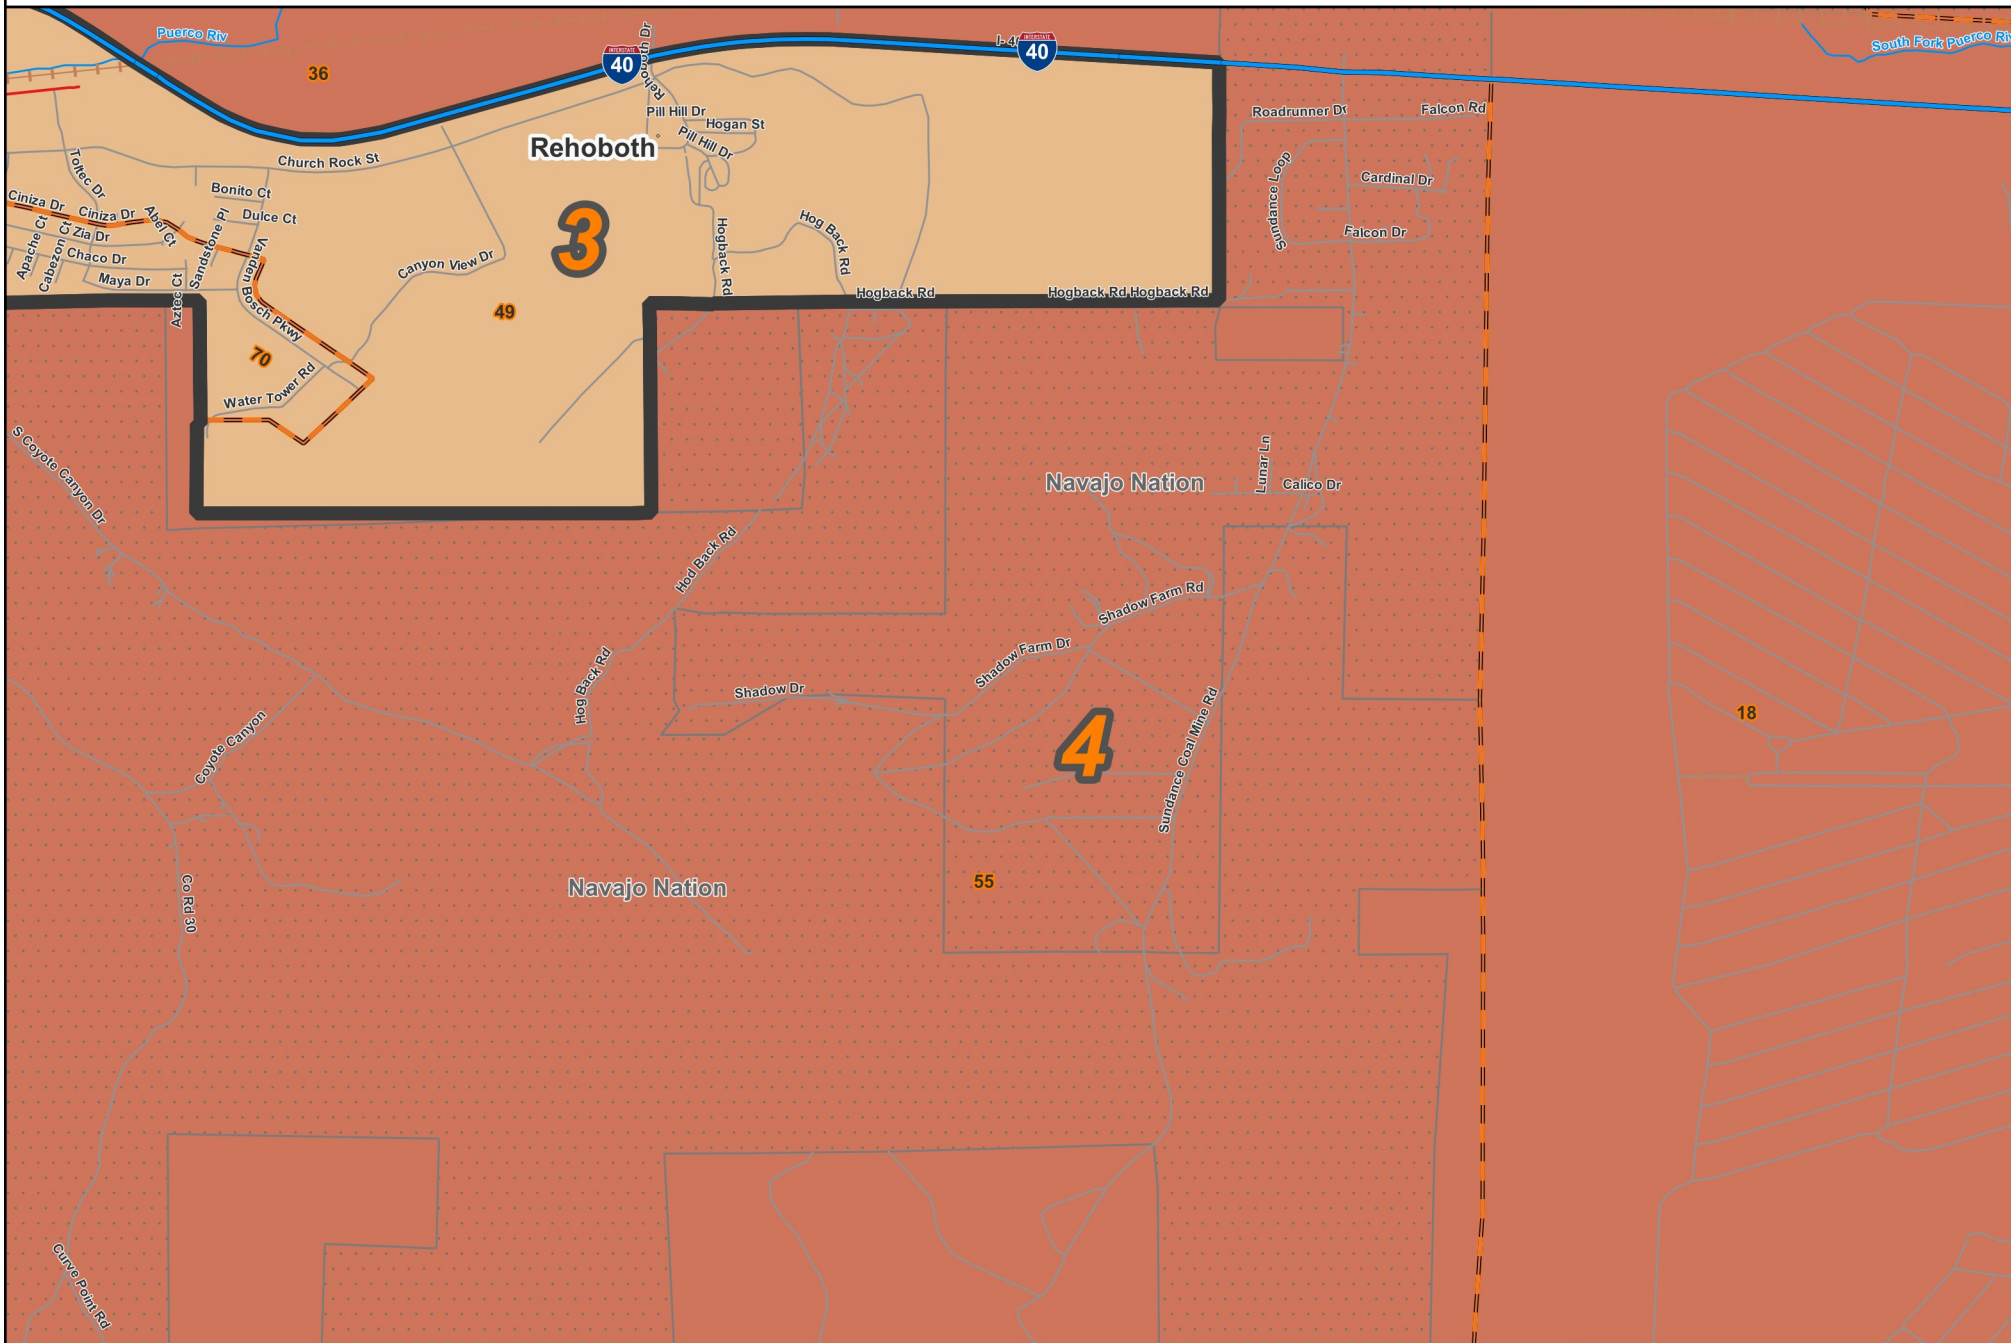 Puerco Riv
South Fork Puerco Riv
36
INTERSTATE
40
Rehoboth Dr
INTERSTATE
40
Pill Hill Dr
Hogan St
Pill Hill Dr
Rehoboth
Roadrunner Dr
Falcon Rd
Church Rock St
Toltec Dr
Bonito Ct
Cardinal Dr
Sundance Loop
Ciniza Dr
Ciniza Dr
Abel Ct
Dulce Ct
Sandstone Pl
Zia Dr
3
Hogback Rd
Hog Back Rd
Falcon Dr
Apache Ct
Cabezon Ct
Chaco Dr
Vanden Bosch Pkwy
Canyon View Dr
Maya Dr
Aztec Ct
Hogback Rd
Hogback Rd
Hogback Rd
49
70
Water Tower Rd
S Coyote Canyon Dr
Navajo Nation
Lunar Ln
Calico Dr
Hod Back Rd
Shadow Farm Rd
Shadow Farm Dr
Hog Back Rd
Shadow Dr
4
18
Coyote Canyon
Sundance Coal Mine Rd
Navajo Nation
55
Co Rd 30
Curve Point Rd